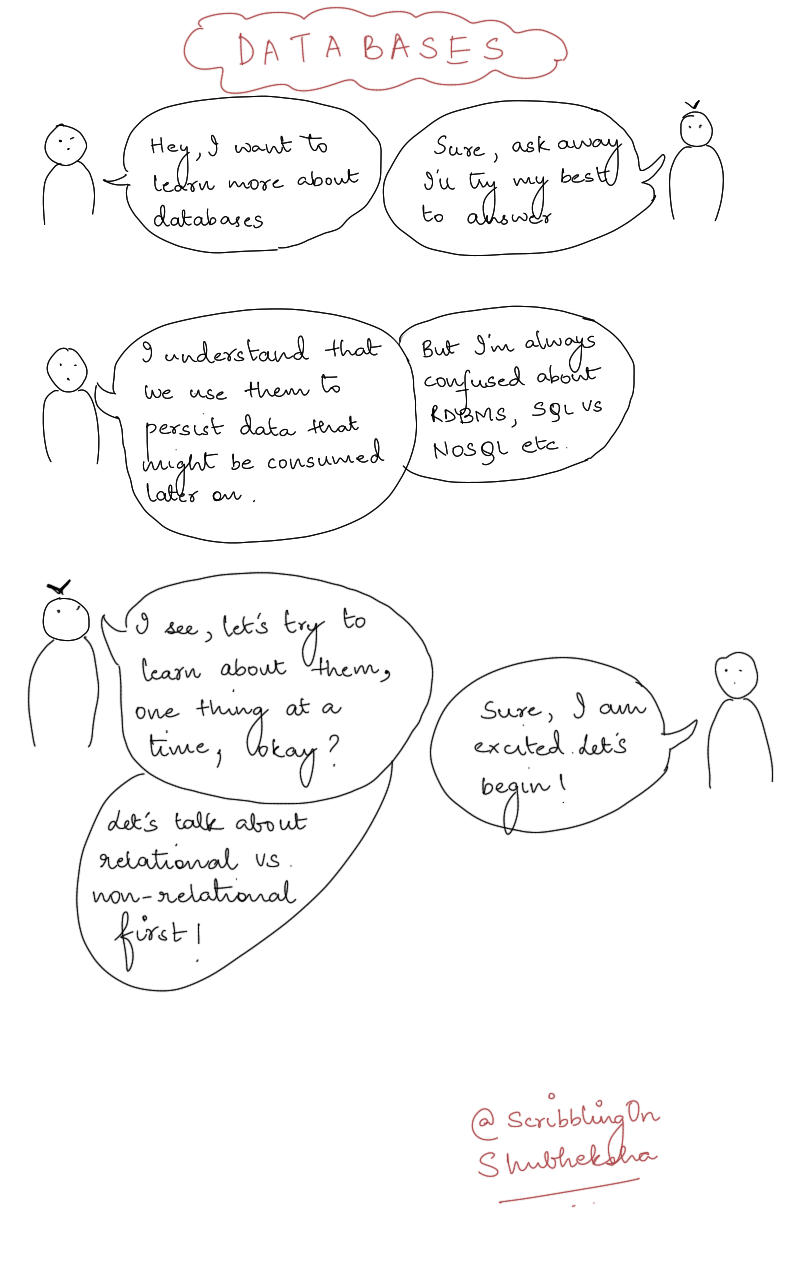 DATABASES
Hey, I want to
learn more about
databases
Sure, ask away
I'll try my best
to answer
I understand that
we use them to
persist data that
might be consumed
later on.
But I'm always
confused about
RDBMS, SQL vs
NOSQL etc.
I see, let's try to
learn about them,
one thing at a
time, okay?
Sure, I am
excited. Let's
begin!
Let's talk about
relational vs.
non-relational
first!
@ScribblingOn
Shubheksha